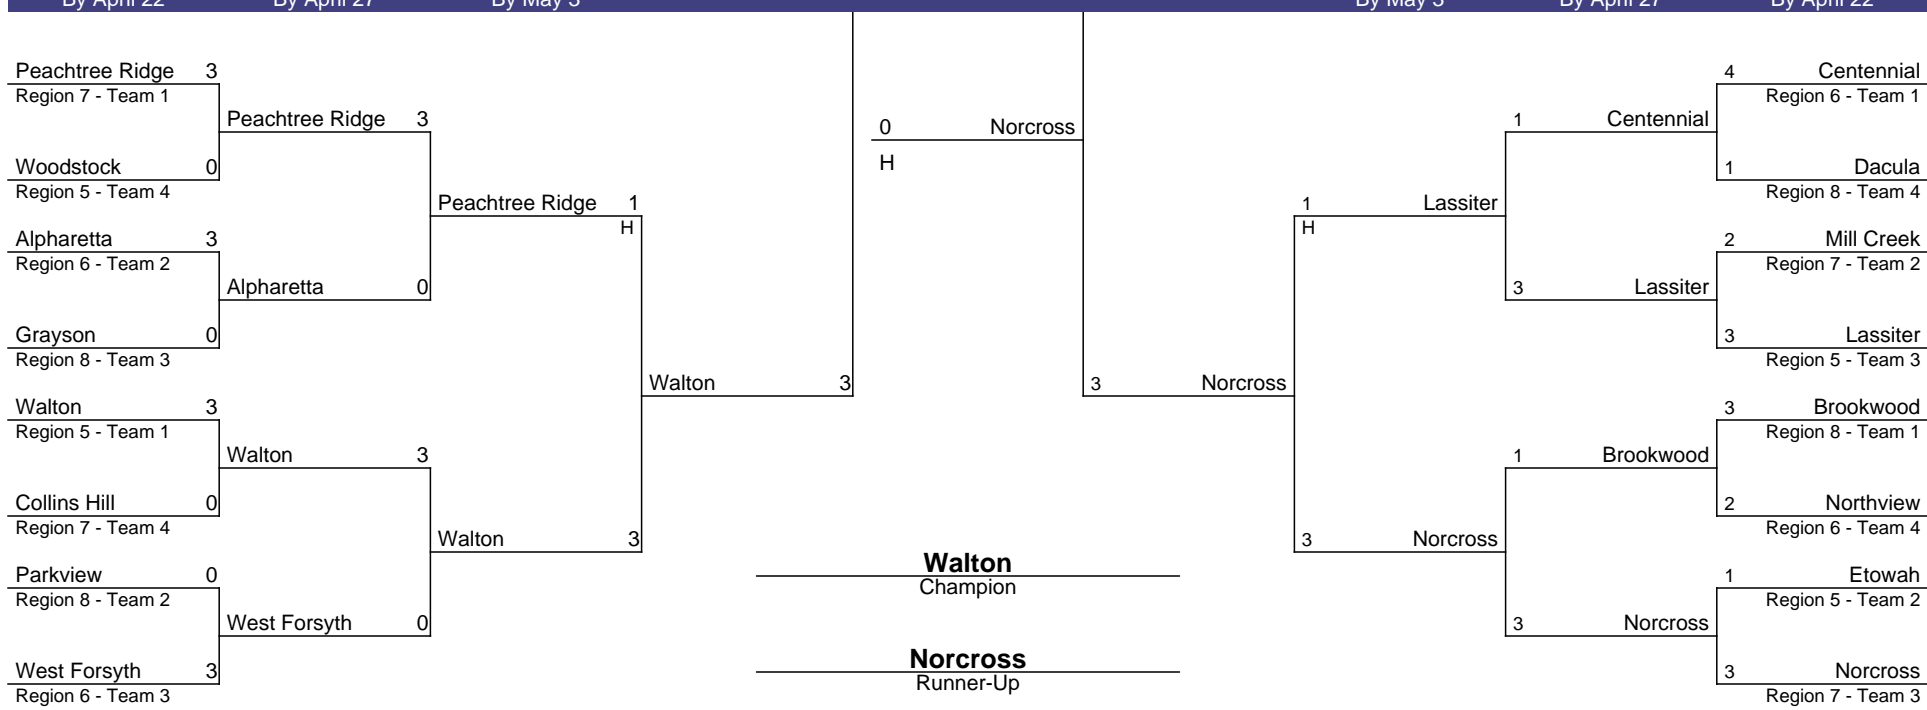 By April 22 By April 27 By May 3 By May 3 By April 27 By April 22
Peachtree Ridge 3
Region 7 - Team 1
Woodstock 0
Region 5 - Team 4
Alpharetta 3
Region 6 - Team 2
Grayson 0
Region 8 - Team 3
Walton 3
Region 5 - Team 1
Collins Hill 0
Region 7 - Team 4
Parkview 0
Region 8 - Team 2
West Forsyth 3
Region 6 - Team 3
Peachtree Ridge 3
Alpharetta 0
Walton 3
West Forsyth 0
Peachtree Ridge 1
H
Walton 3
Walton 3
0 Norcross
H
Walton
Champion
Norcross
Runner-Up
3 Norcross
1 Lassiter
H
3 Norcross
1 Centennial
3 Lassiter
1 Brookwood
3 Norcross
4 Centennial
Region 6 - Team 1
1 Dacula
Region 8 - Team 4
2 Mill Creek
Region 7 - Team 2
3 Lassiter
Region 5 - Team 3
3 Brookwood
Region 8 - Team 1
2 Northview
Region 6 - Team 4
1 Etowah
Region 5 - Team 2
3 Norcross
Region 7 - Team 3